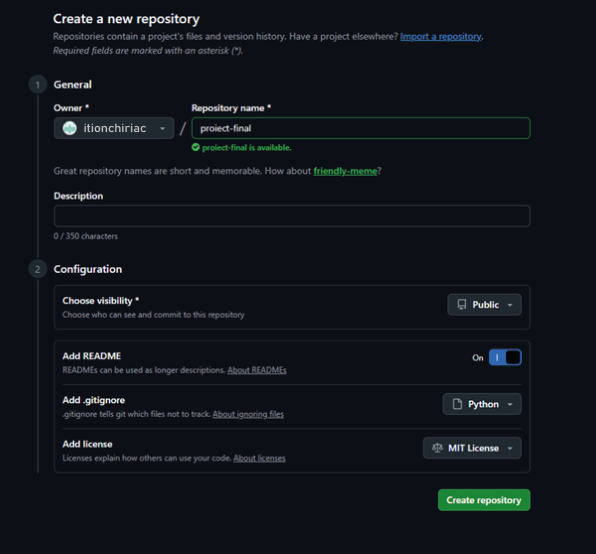 Create a new repository
Repositories contain a project's files and version history. Have a project elsewhere? Import a repository.
Required fields are marked with an asterisk (*).
1 General
Owner * Repository name *
itionchiriac / proiect-final
proiect-final is available.
Great repository names are short and memorable. How about friendly-meme?
Description
0 / 350 characters
2 Configuration
Choose visibility * Public
Choose who can see and commit to this repository
Add README On
READMEs can be used as longer descriptions. About READMEs
Add .gitignore Python
.gitignore tells git which files not to track. About ignoring files
Add license MIT License
Licenses explain how others can use your code. About licenses
Create repository